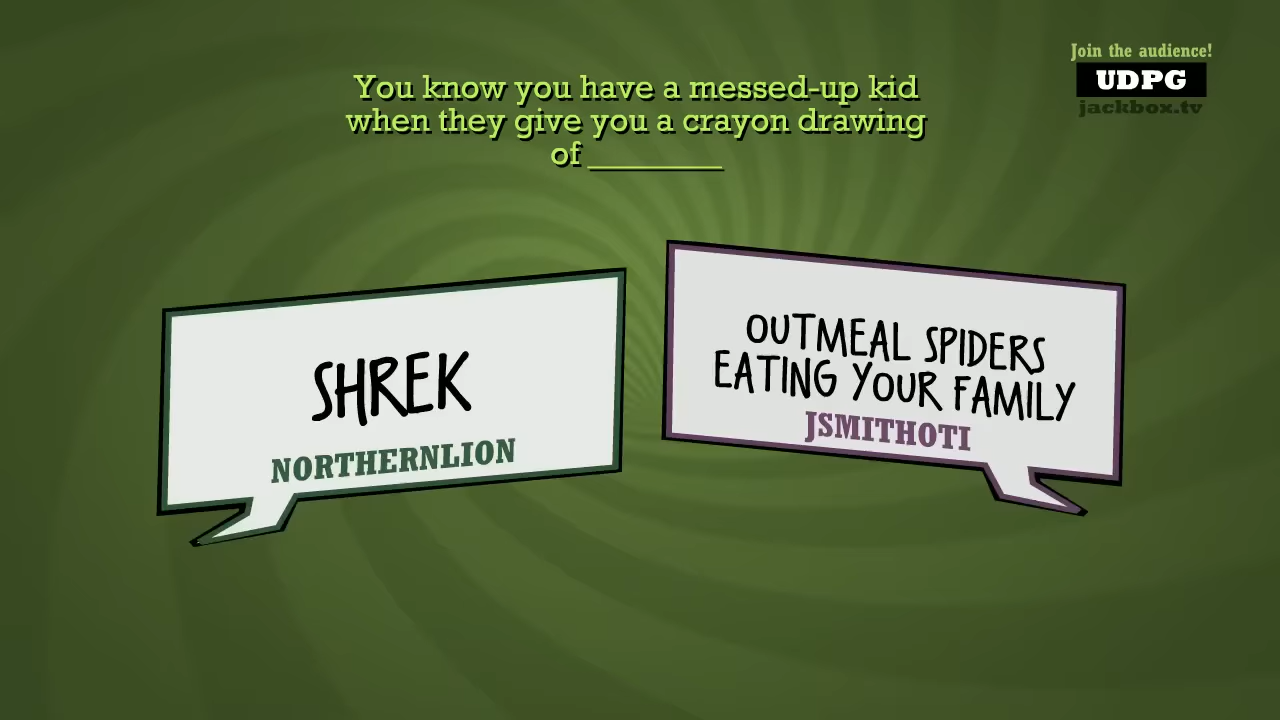 Join the audience!
UDPG
jackbox.tv
You know you have a messed-up kid
when they give you a crayon drawing
of ________
SHREK
NORTHERNLION
OUTMEAL SPIDERS
EATING YOUR FAMILY
JSMITHOTI